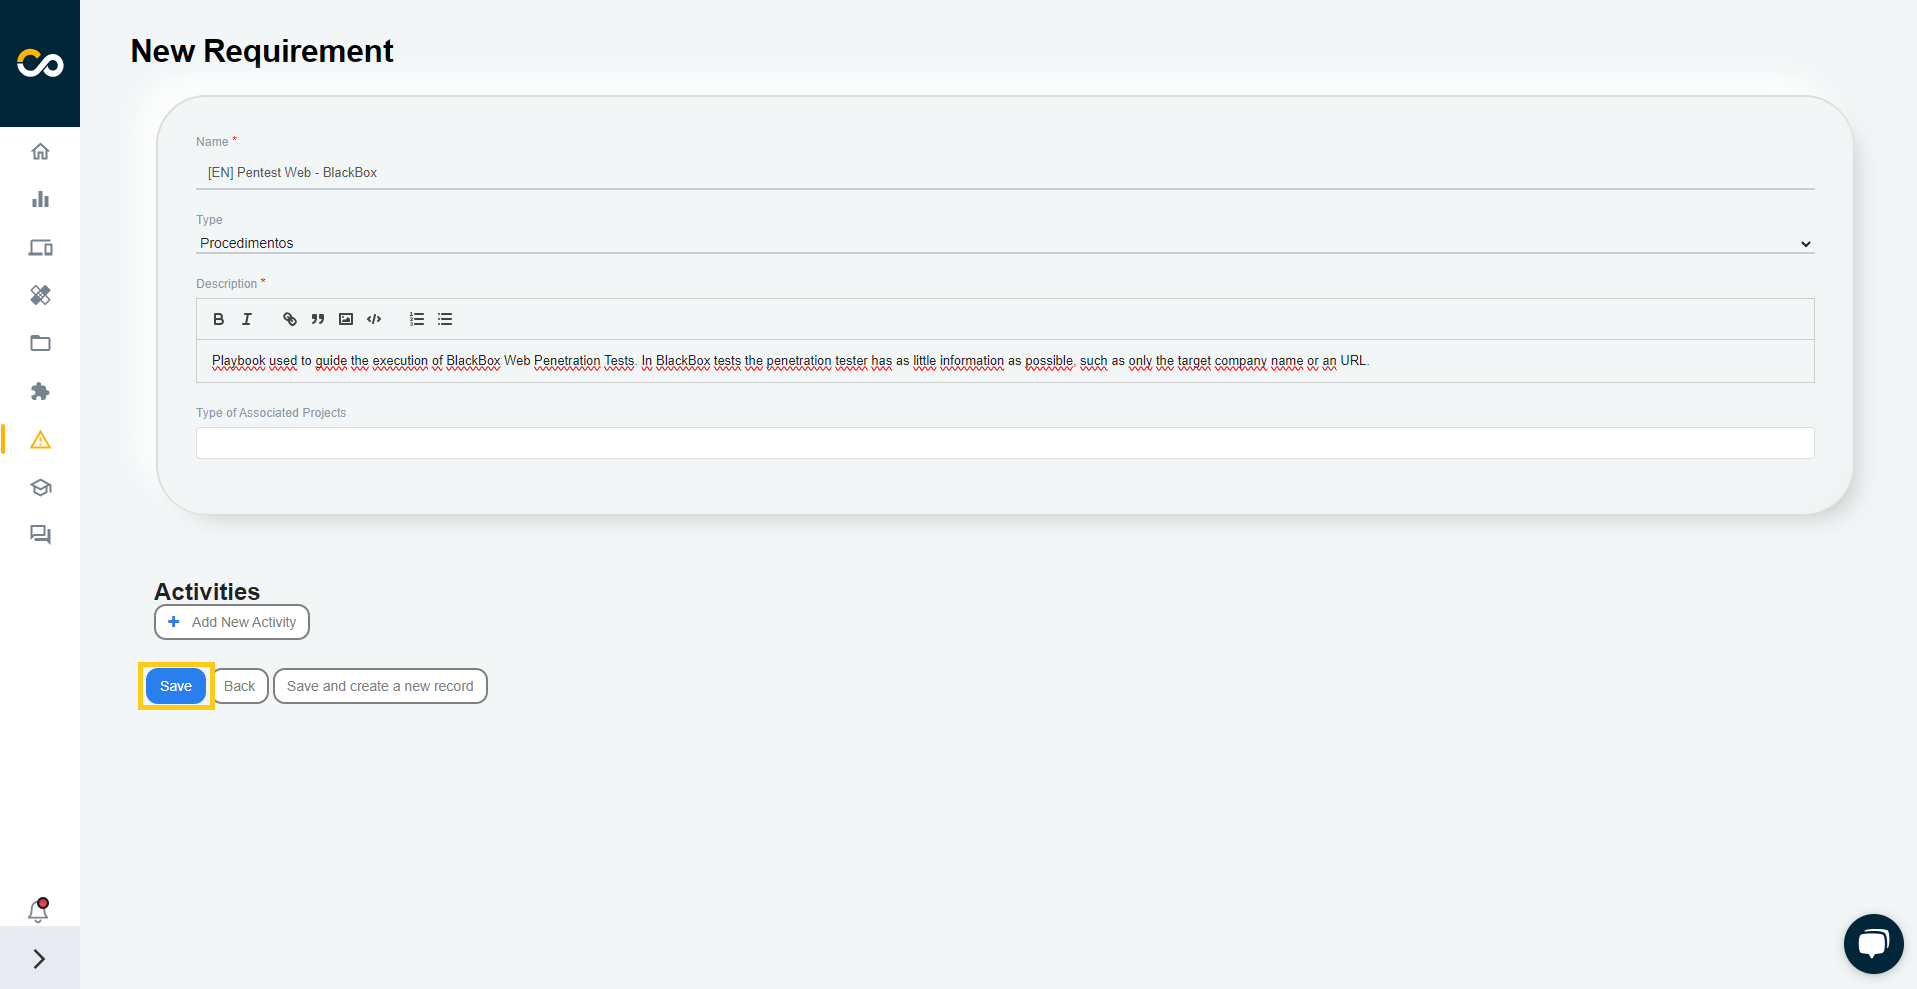 New Requirement
Name *
[EN] Pentest Web - BlackBox
Type
Procedimentos
Description *
Playbook used to guide the execution of BlackBox Web Penetration Tests. In BlackBox tests the penetration tester has as little information as possible, such as only the target company name or an URL.
Type of Associated Projects
Activities
+ Add New Activity
Save Back Save and create a new record